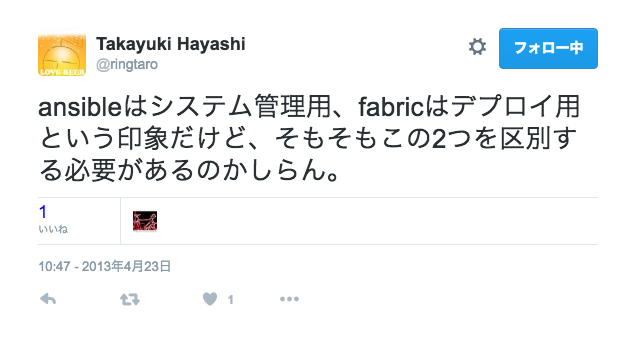 Takayuki Hayashi
@ringtaro
フォロー中
LOVE BEER
ansibleはシステム管理用、fabricはデプロイ用
という印象だけど、そもそもこの2つを区別す
る必要があるのかしらん。
1
いいね
10:47 - 2013年4月23日
1